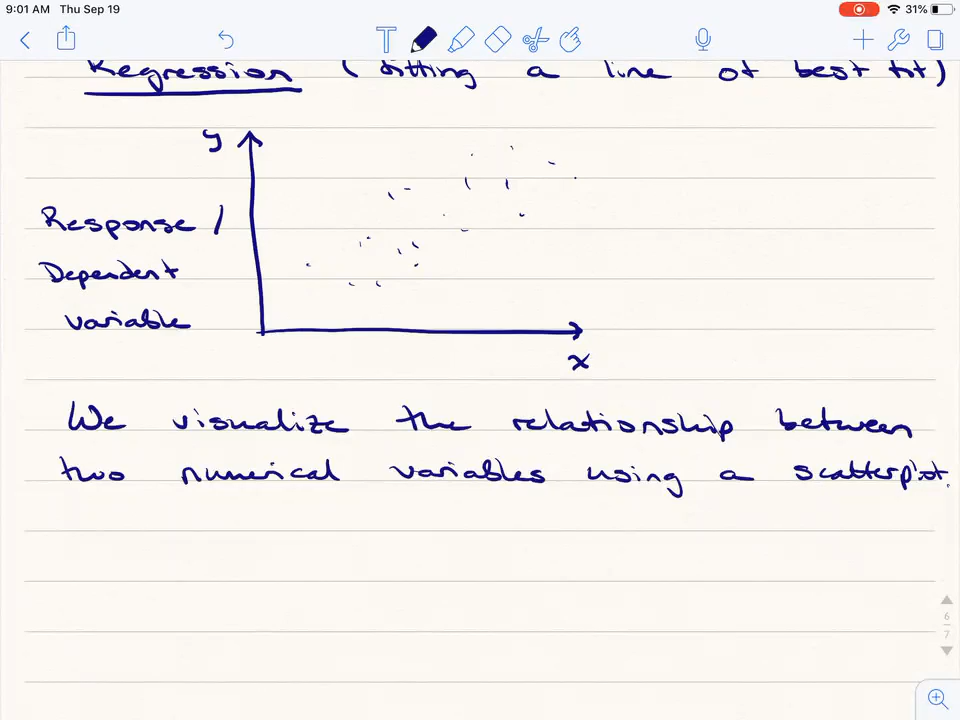 9:01 AM Thu Sep 19
31%
Regression (fitting a line of best fit)
y
Response /
Dependent
variable
x
We visualize the relationship between
two numerical variables using a scatterplot.
6
7